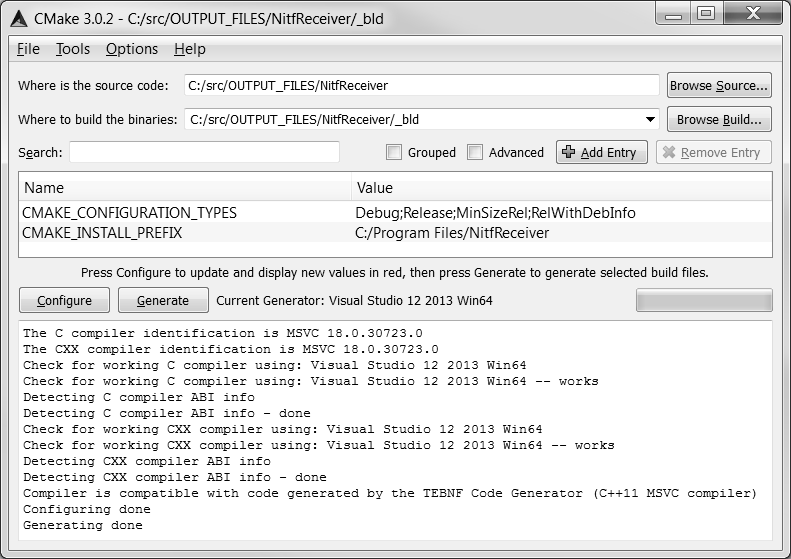 CMake 3.0.2 - C:/src/OUTPUT_FILES/NitfReceiver/_bld
File Tools Options Help
Where is the source code: C:/src/OUTPUT_FILES/NitfReceiver Browse Source...
Where to build the binaries: C:/src/OUTPUT_FILES/NitfReceiver/_bld Browse Build...
Search: Grouped Advanced Add Entry Remove Entry
Name Value
CMAKE_CONFIGURATION_TYPES Debug;Release;MinSizeRel;RelWithDebInfo
CMAKE_INSTALL_PREFIX C:/Program Files/NitfReceiver
Press Configure to update and display new values in red, then press Generate to generate selected build files.
Configure Generate Current Generator: Visual Studio 12 2013 Win64
The C compiler identification is MSVC 18.0.30723.0
The CXX compiler identification is MSVC 18.0.30723.0
Check for working C compiler using: Visual Studio 12 2013 Win64
Check for working C compiler using: Visual Studio 12 2013 Win64 -- works
Detecting C compiler ABI info
Detecting C compiler ABI info - done
Check for working CXX compiler using: Visual Studio 12 2013 Win64
Check for working CXX compiler using: Visual Studio 12 2013 Win64 -- works
Detecting CXX compiler ABI info
Detecting CXX compiler ABI info - done
Compiler is compatible with code generated by the TEBNF Code Generator (C++11 MSVC compiler)
Configuring done
Generating done